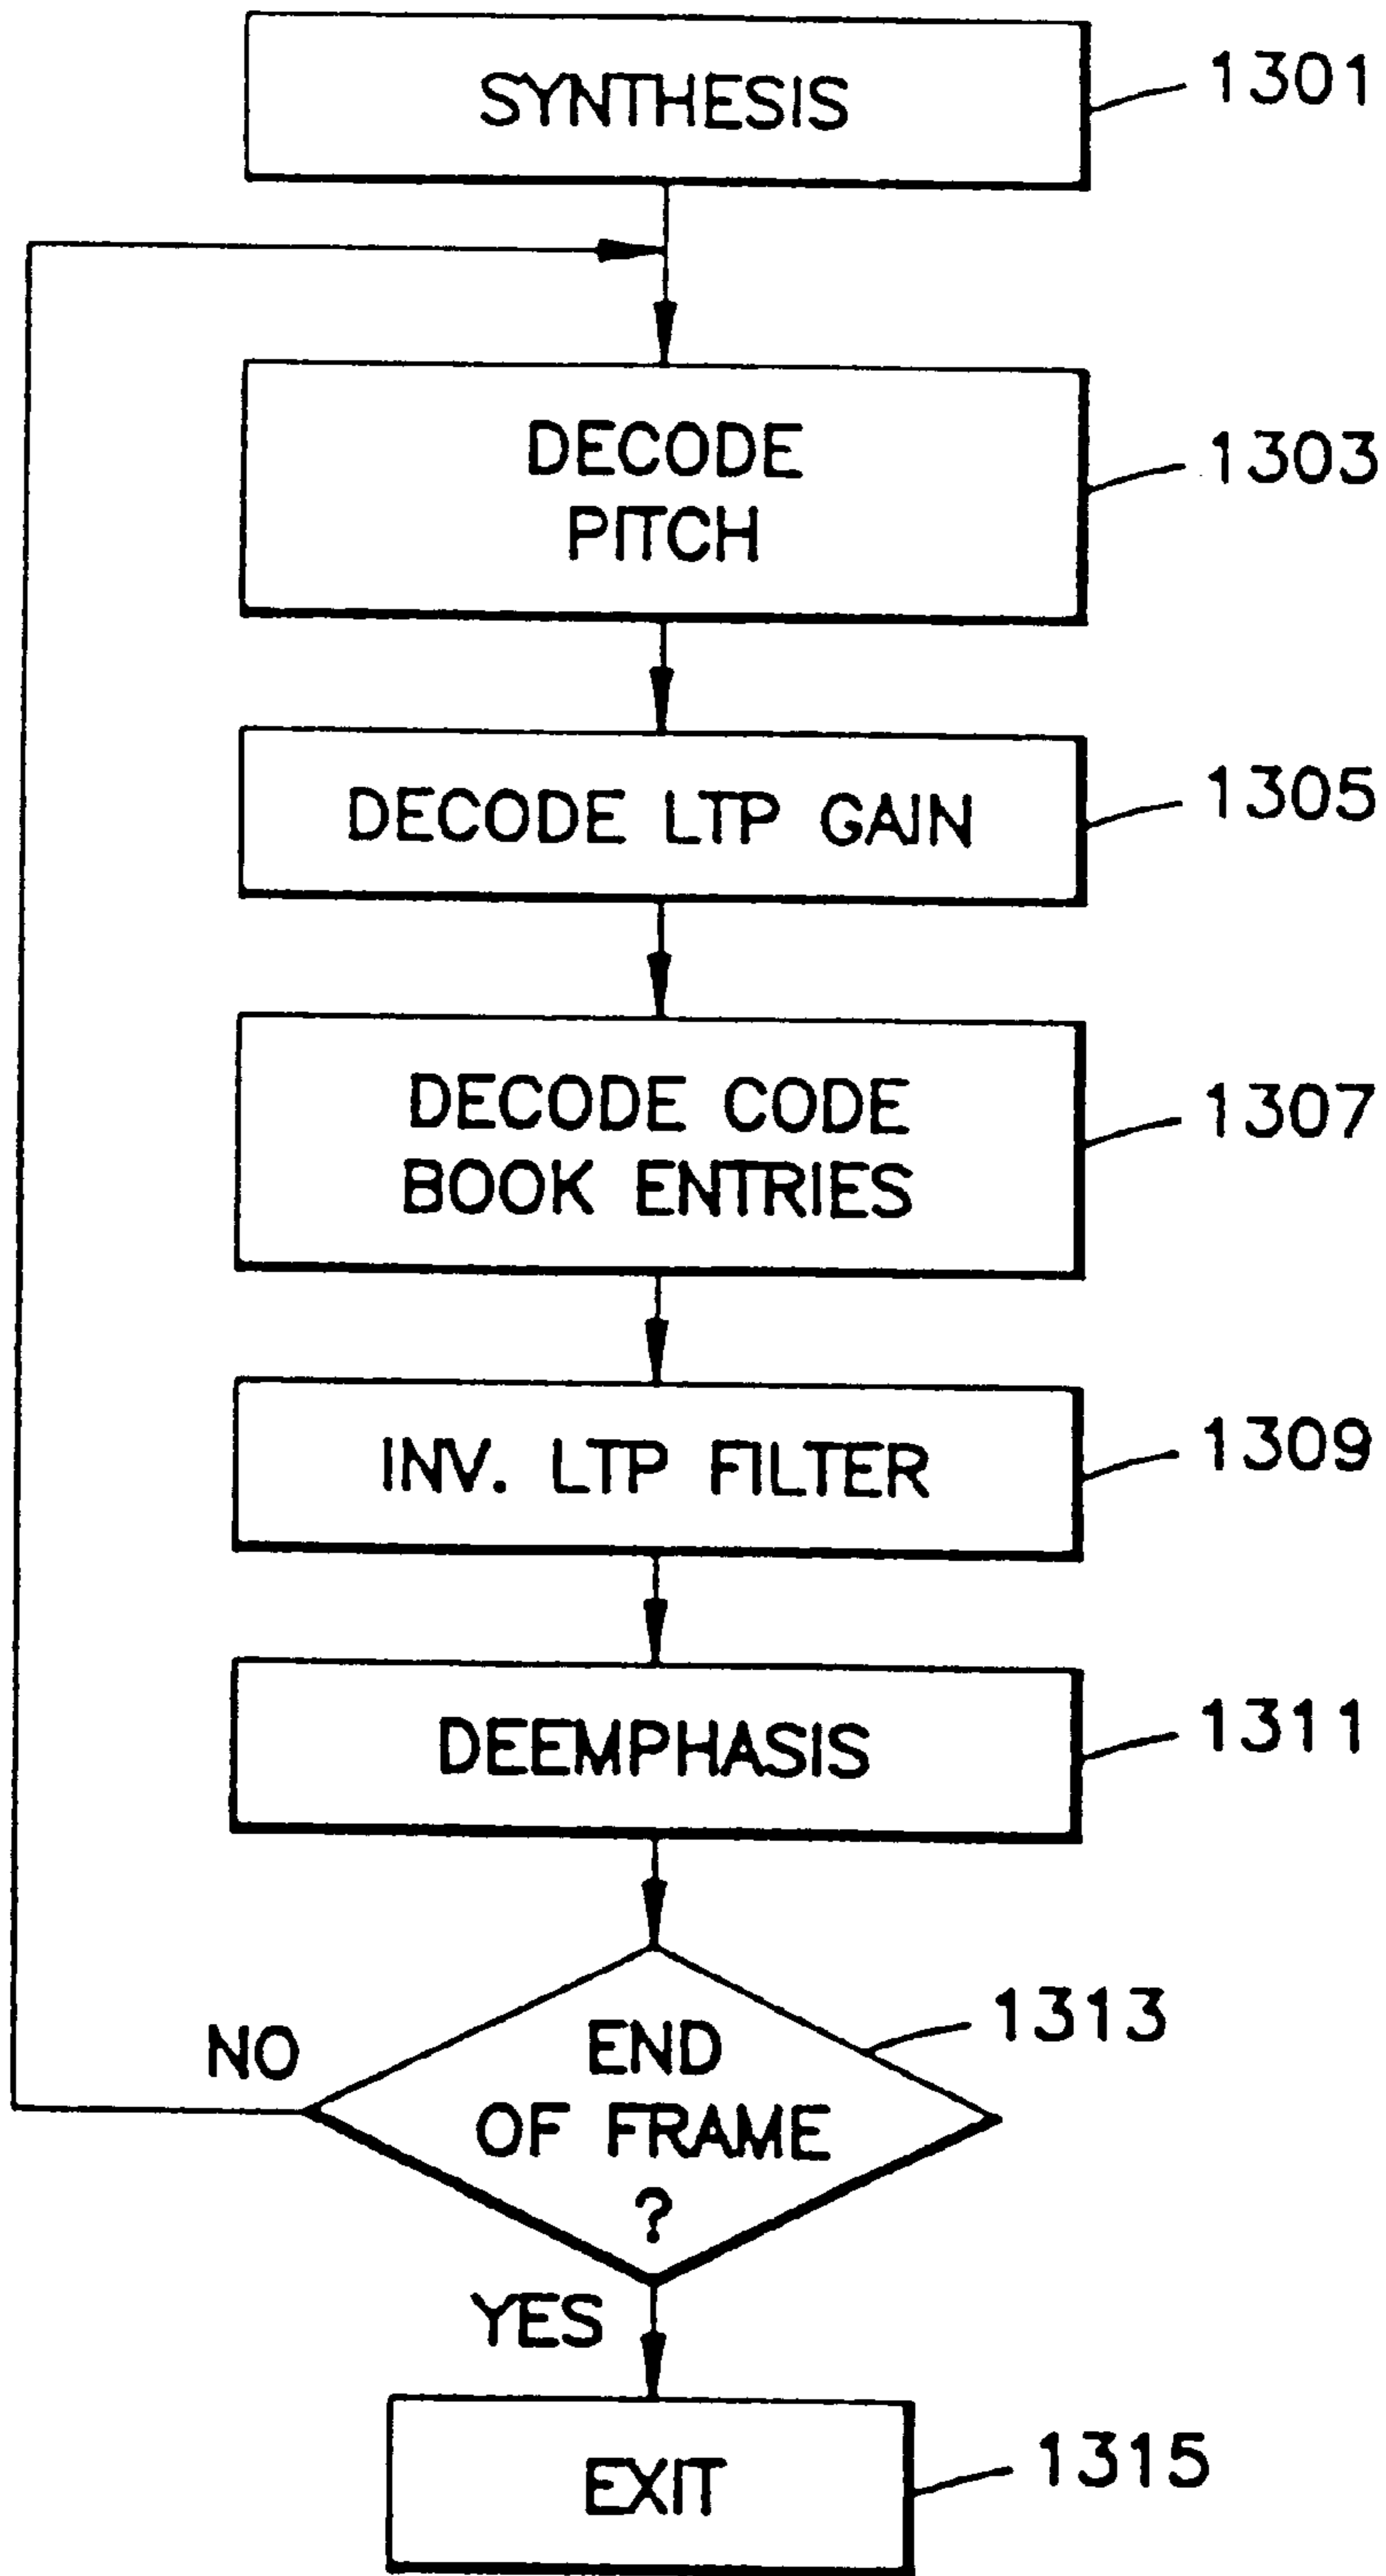 SYNTHESIS
1301
DECODE
PITCH
1303
DECODE LTP GAIN
1305
DECODE CODE
BOOK ENTRIES
1307
INV. LTP FILTER
1309
DEEMPHASIS
1311
END
OF FRAME
?
1313
NO
YES
EXIT
1315